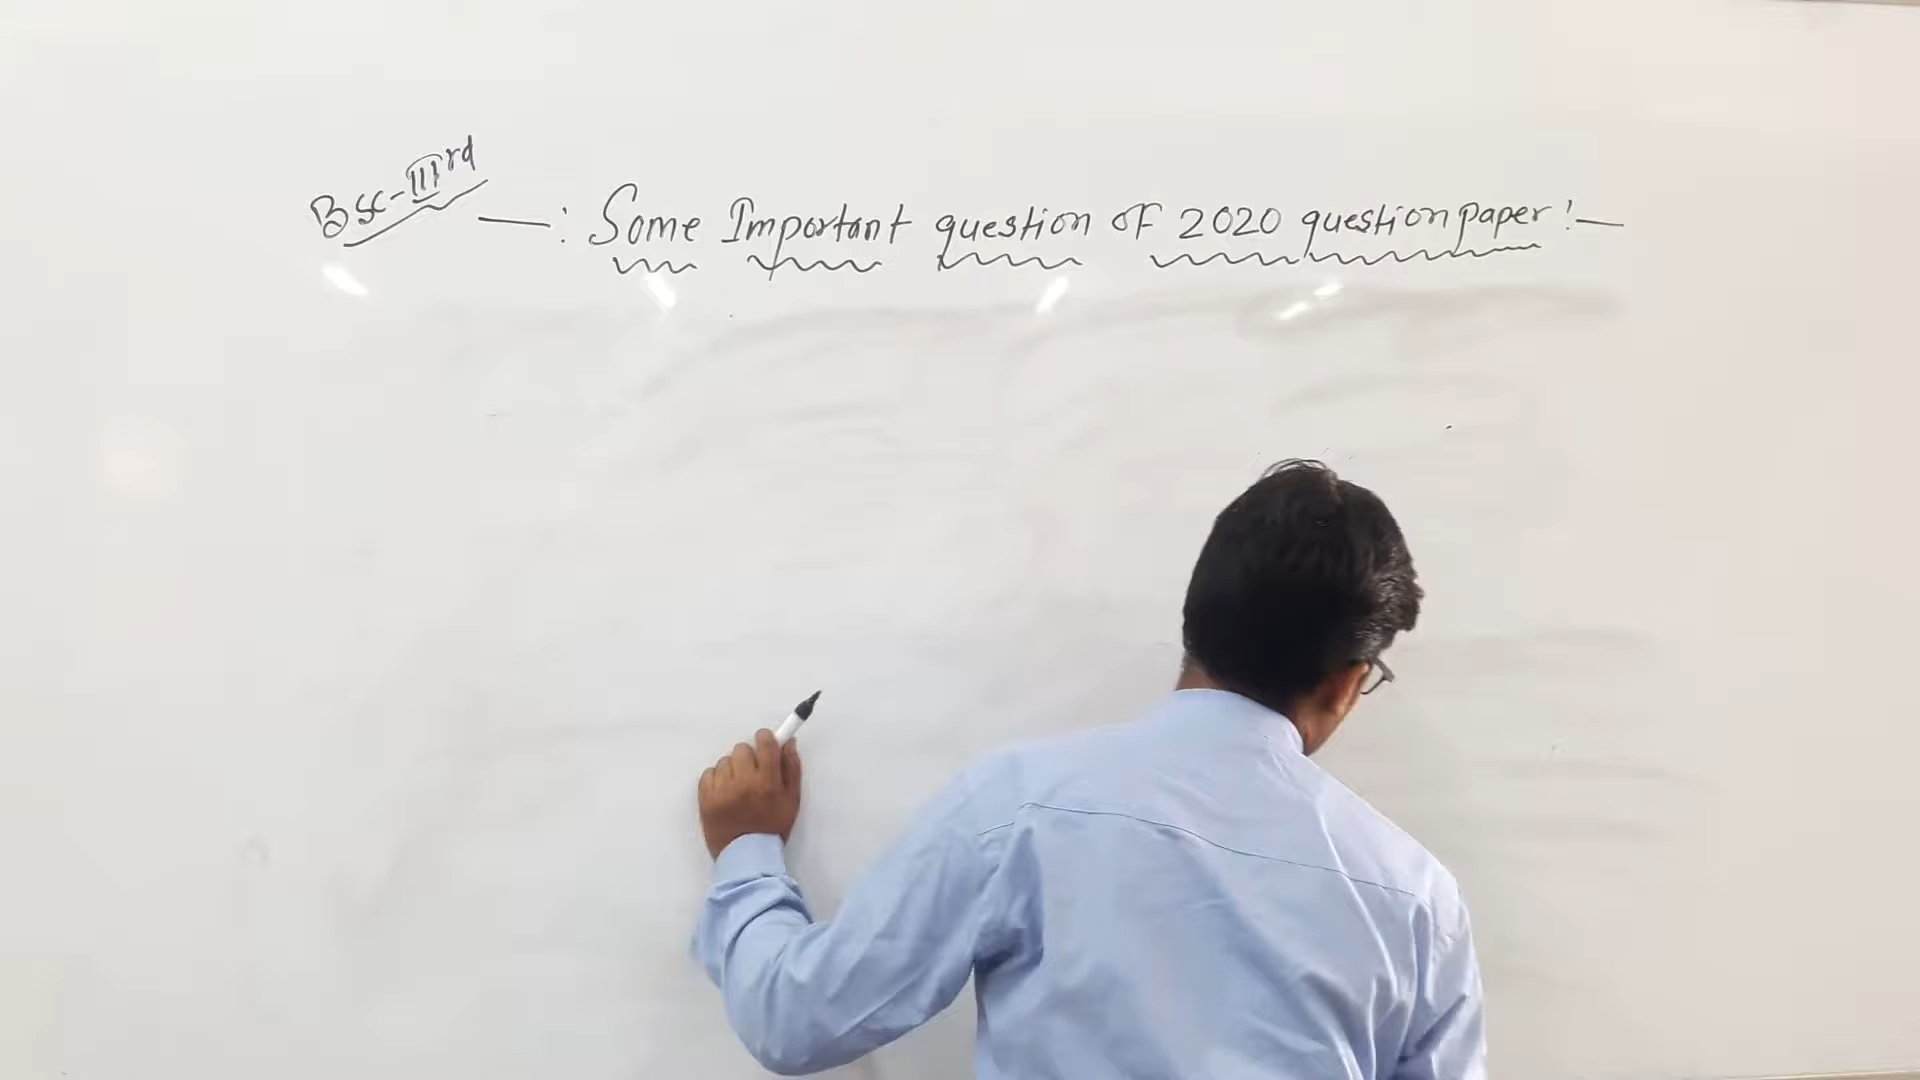 BSC-IIIrd
—: Some Important question of 2020 question paper :—